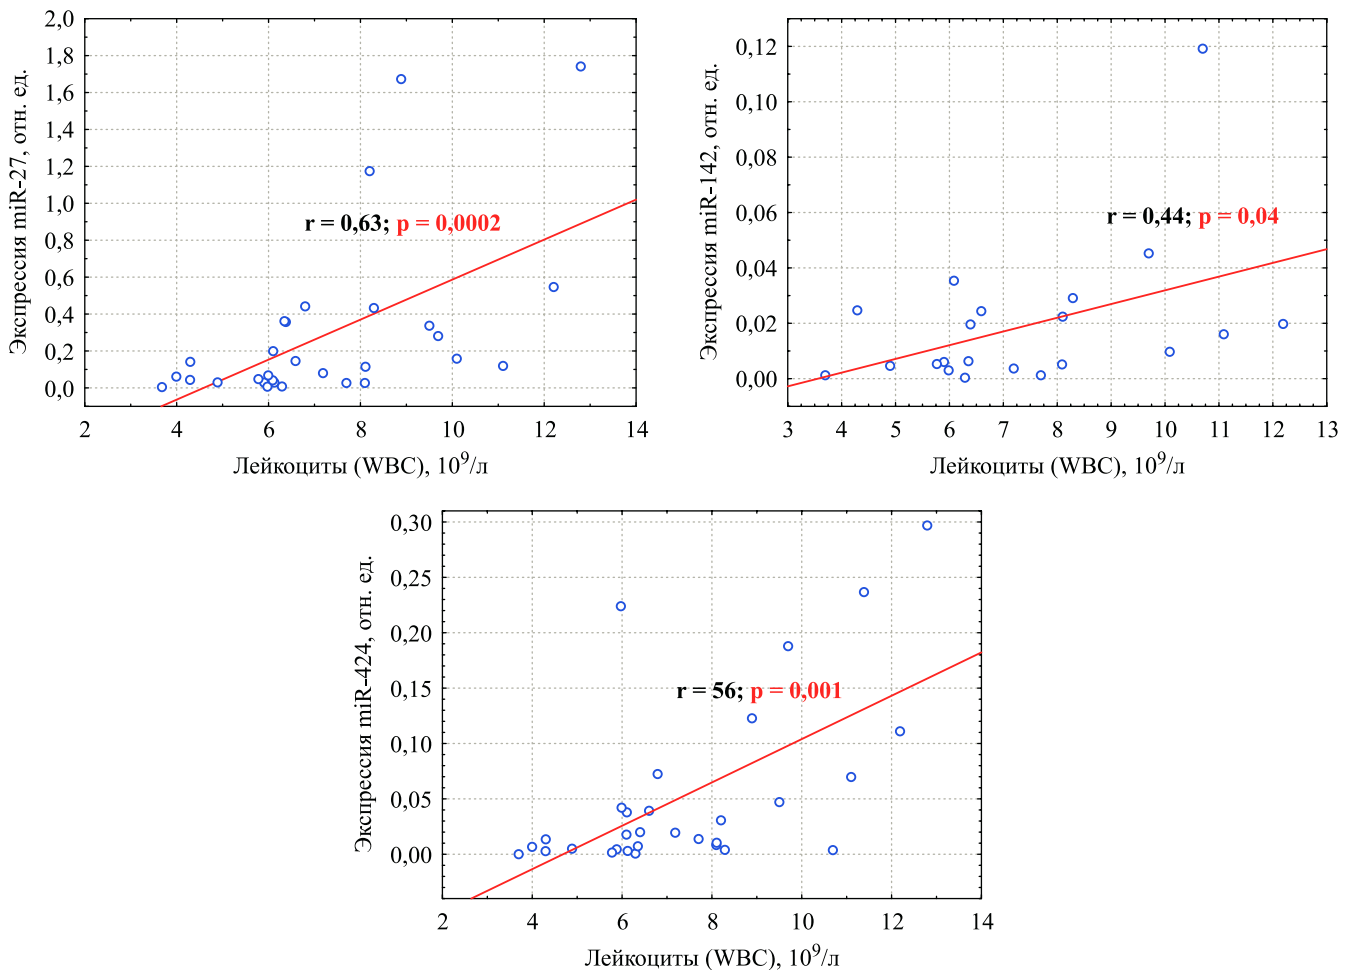 Экспрессия miR-27, отн. ед.
2,0
1,8
1,6
1,4
1,2
1,0
0,8
0,6
0,4
0,2
0,0
r = 0,63; p = 0,0002
2 4 6 8 10 12 14
Лейкоциты (WBC), 10⁹/л
Экспрессия miR-142, отн. ед.
0,12
0,10
0,08
0,06
0,04
0,02
0,00
r = 0,44; p = 0,04
3 4 5 6 7 8 9 10 11 12 13
Лейкоциты (WBC), 10⁹/л
Экспрессия miR-424, отн. ед.
0,30
0,25
0,20
0,15
0,10
0,05
0,00
r = 56; p = 0,001
2 4 6 8 10 12 14
Лейкоциты (WBC), 10⁹/л